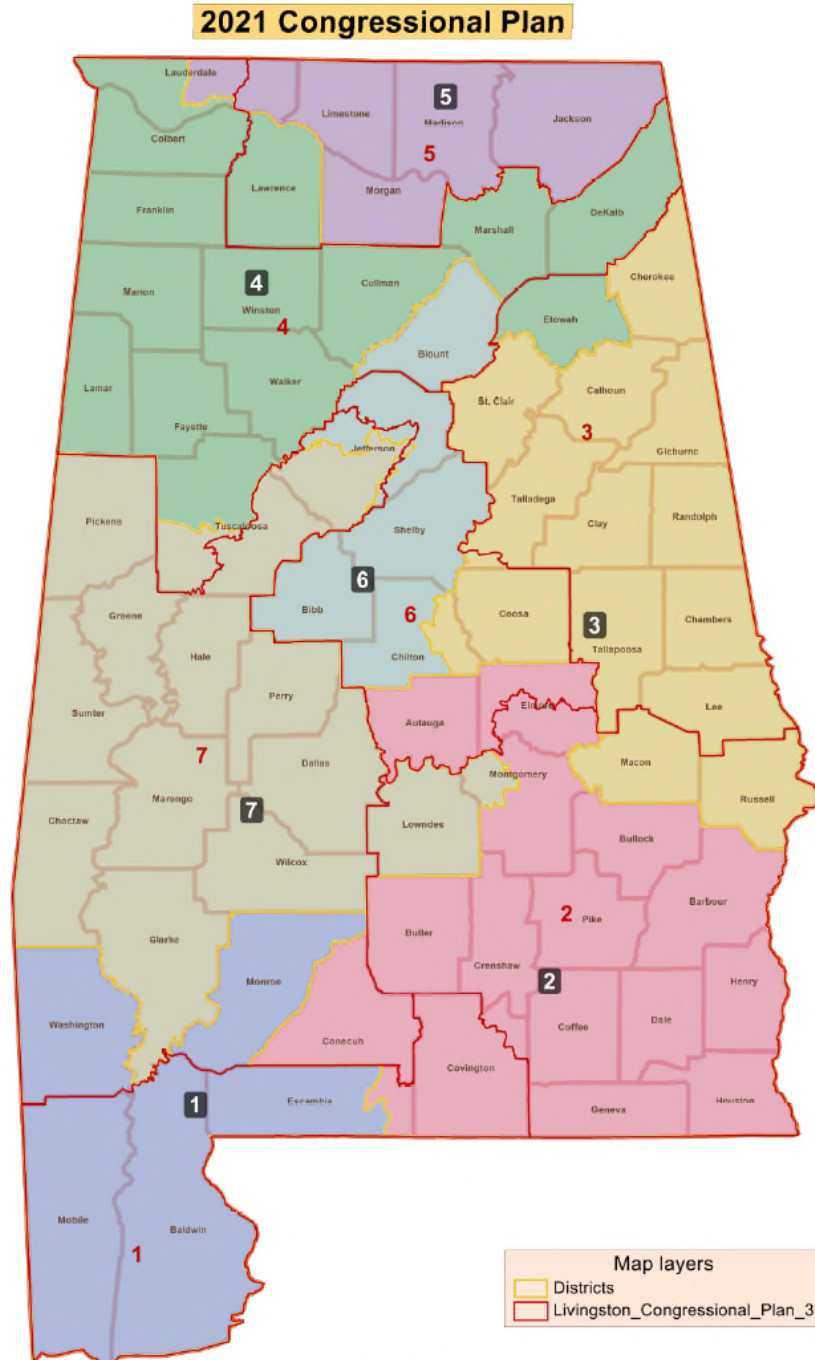 2021 Congressional Plan
Lauderdale
Limestone
5
Madison
Jackson
Colbert
5
Lawrence
Morgan
Franklin
Marshall
DeKalb
Cherokee
Marion
4
Winston
Cullman
4
Etowah
Blount
Lamar
Walker
St. Clair
Calhoun
Fayette
3
Jefferson
Cleburne
Pickens
Tuscaloosa
Talladega
Clay
Randolph
Shelby
6
Greene
Bibb
6
Coosa
3
Chambers
Hale
Chilton
Tallapoosa
Perry
Sumter
Autauga
Elmore
Lee
7
Dallas
Macon
Montgomery
Marango
7
Lowndes
Russell
Choctaw
Wilcox
Bullock
2
Pike
Barbour
Butler
Clarke
Crenshaw
Monroe
2
Henry
Washington
Coffee
Dale
Conecuh
Covington
1
Escambia
Geneva
Houston
Mobile
Baldwin
1
Map layers
Districts
Livingston_Congressional_Plan_3